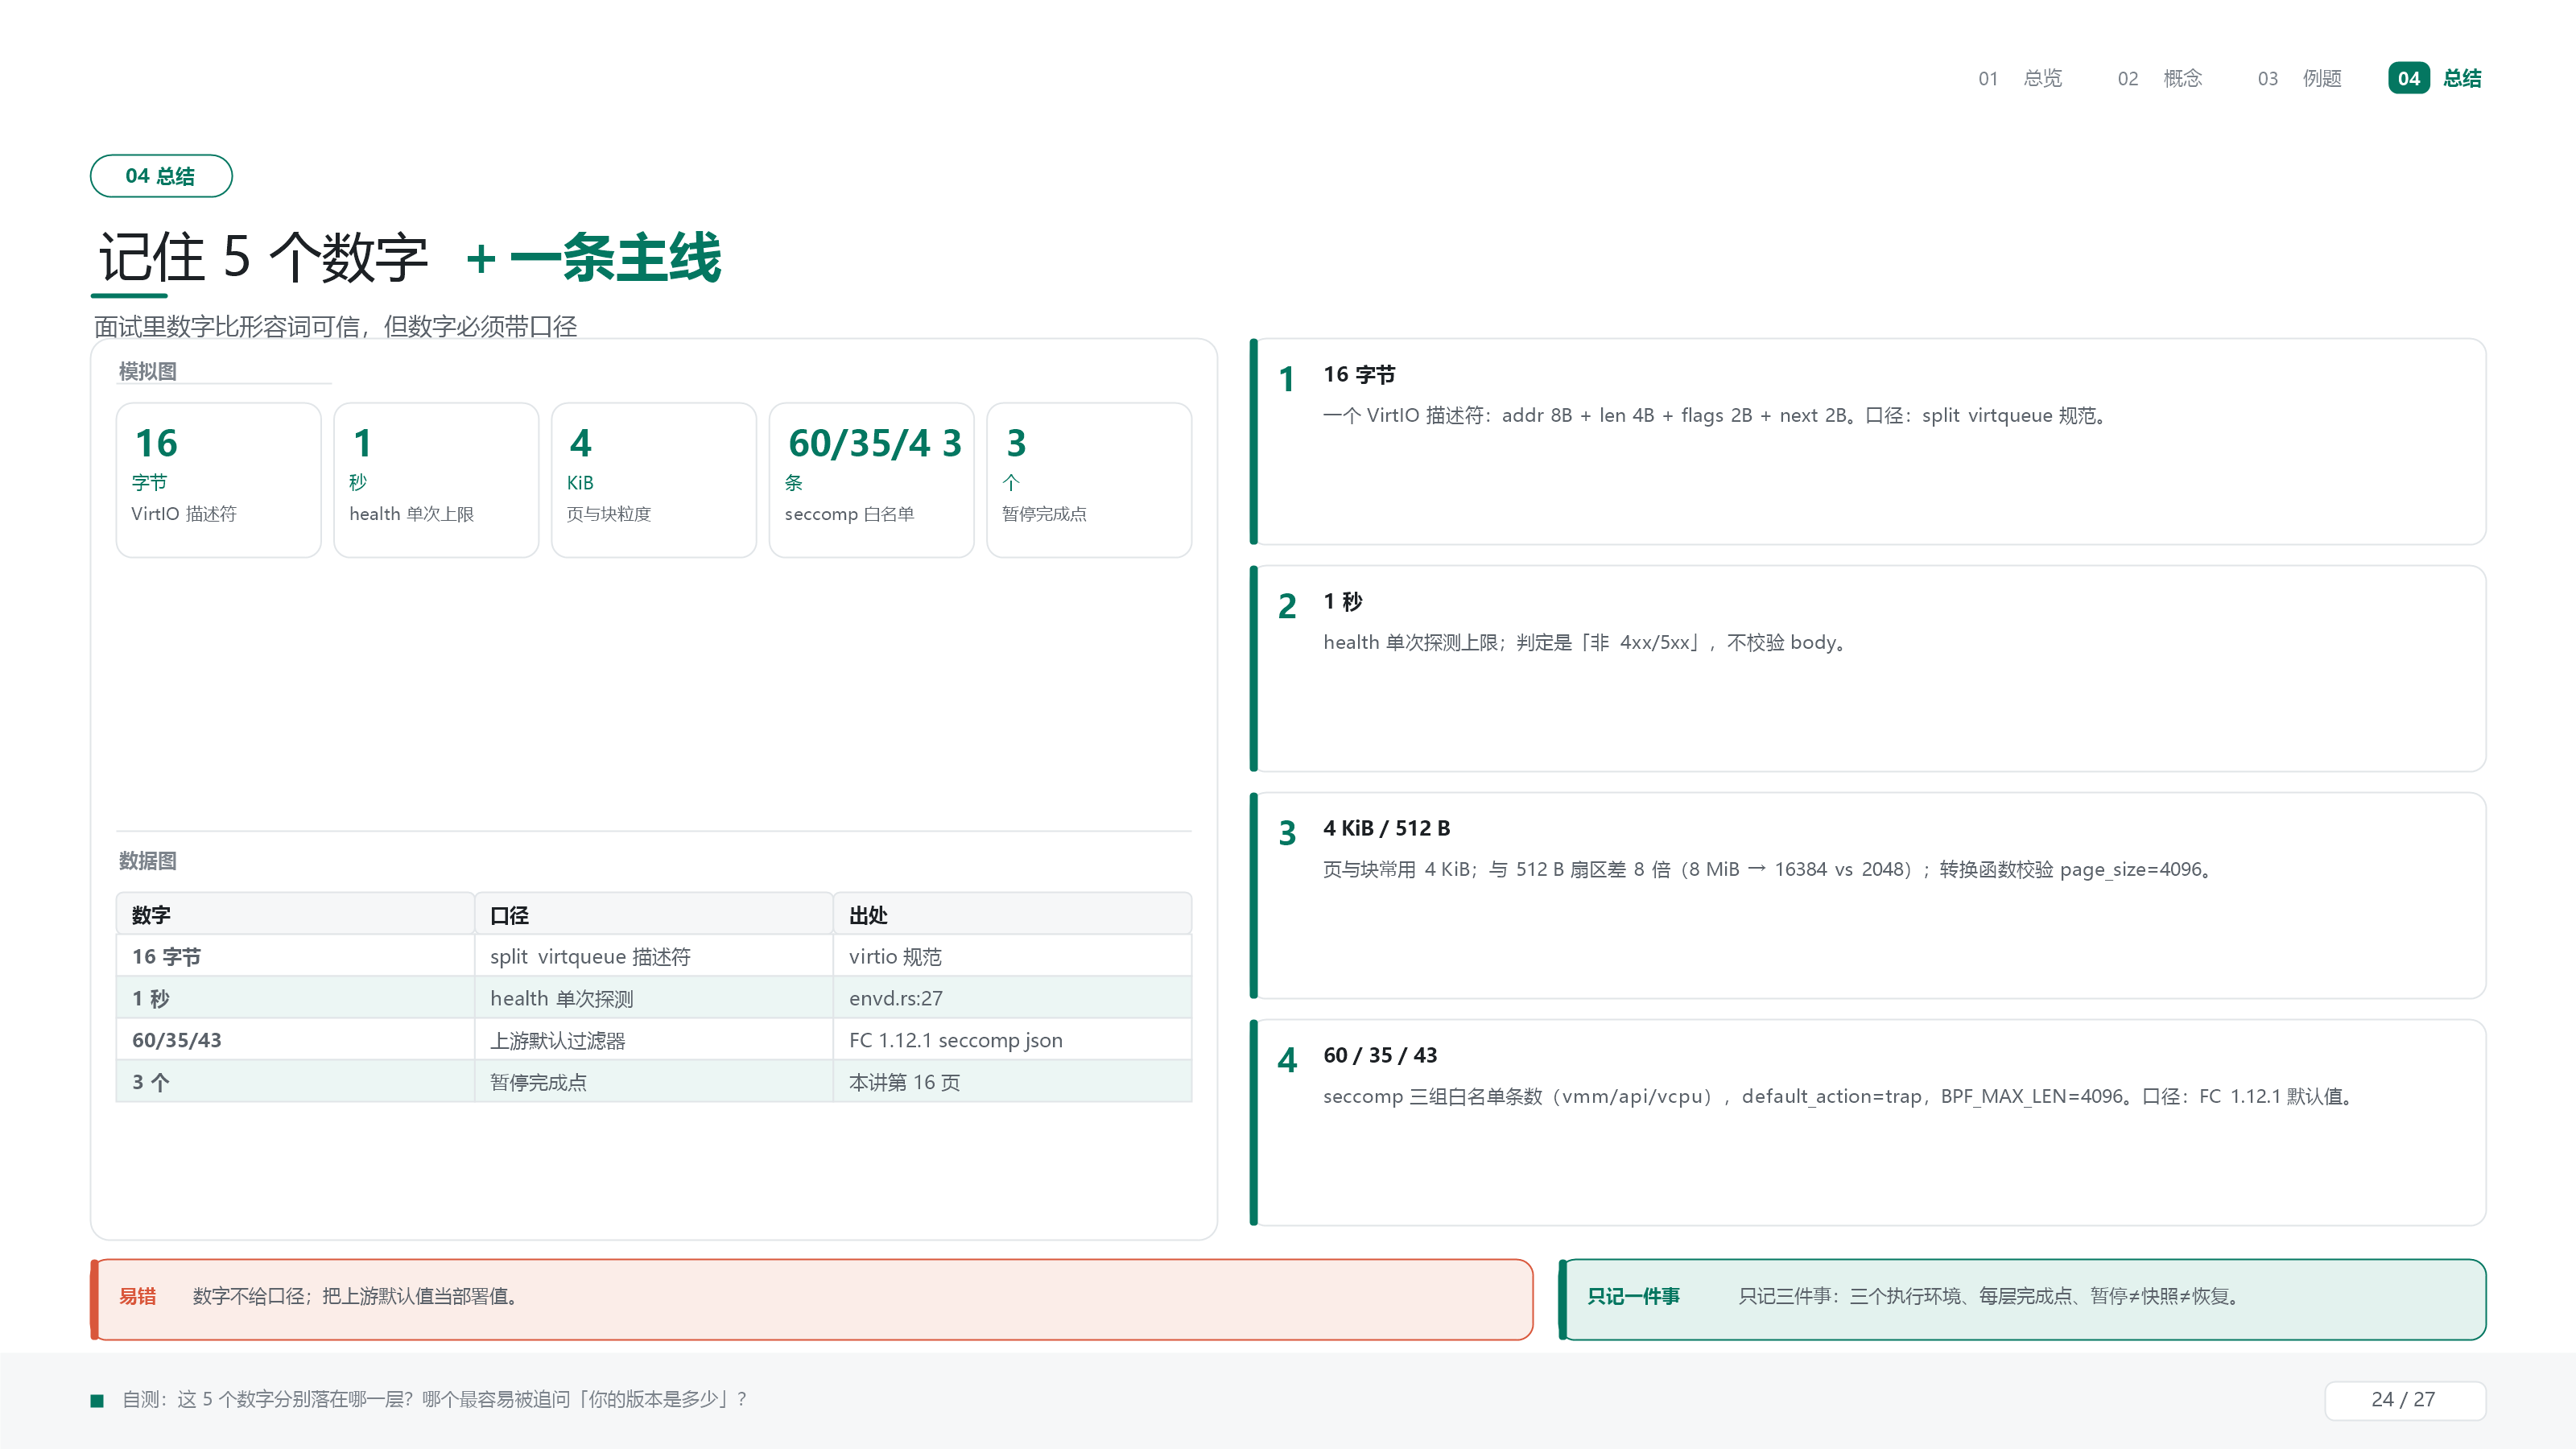 01 总览 02 概念 03 例题 04 总结
04 总结
记住 5 个数字 + 一条主线
面试里数字比形容词可信，但数字必须带口径
模拟图
16
字节
VirtIO 描述符
1
秒
health 单次上限
4
KiB
页与块粒度
60/35/4 3
条
seccomp 白名单
3
个
暂停完成点
数据图
数字 口径 出处
16 字节 split virtqueue 描述符 virtio 规范
1 秒 health 单次探测 envd.rs:27
60/35/43 上游默认过滤器 FC 1.12.1 seccomp json
3 个 暂停完成点 本讲第 16 页
1 16 字节
一个 VirtIO 描述符：addr 8B + len 4B + flags 2B + next 2B。口径：split virtqueue 规范。
2 1 秒
health 单次探测上限；判定是「非 4xx/5xx」，不校验 body。
3 4 KiB / 512 B
页与块常用 4 KiB；与 512 B 扇区差 8 倍（8 MiB → 16384 vs 2048）；转换函数校验 page_size=4096。
4 60 / 35 / 43
seccomp 三组白名单条数（vmm/api/vcpu），default_action=trap，BPF_MAX_LEN=4096。口径：FC 1.12.1 默认值。
易错 数字不给口径；把上游默认值当部署值。
只记一件事 只记三件事：三个执行环境、每层完成点、暂停≠快照≠恢复。
自测：这 5 个数字分别落在哪一层？哪个最容易被追问「你的版本是多少」？
24 / 27